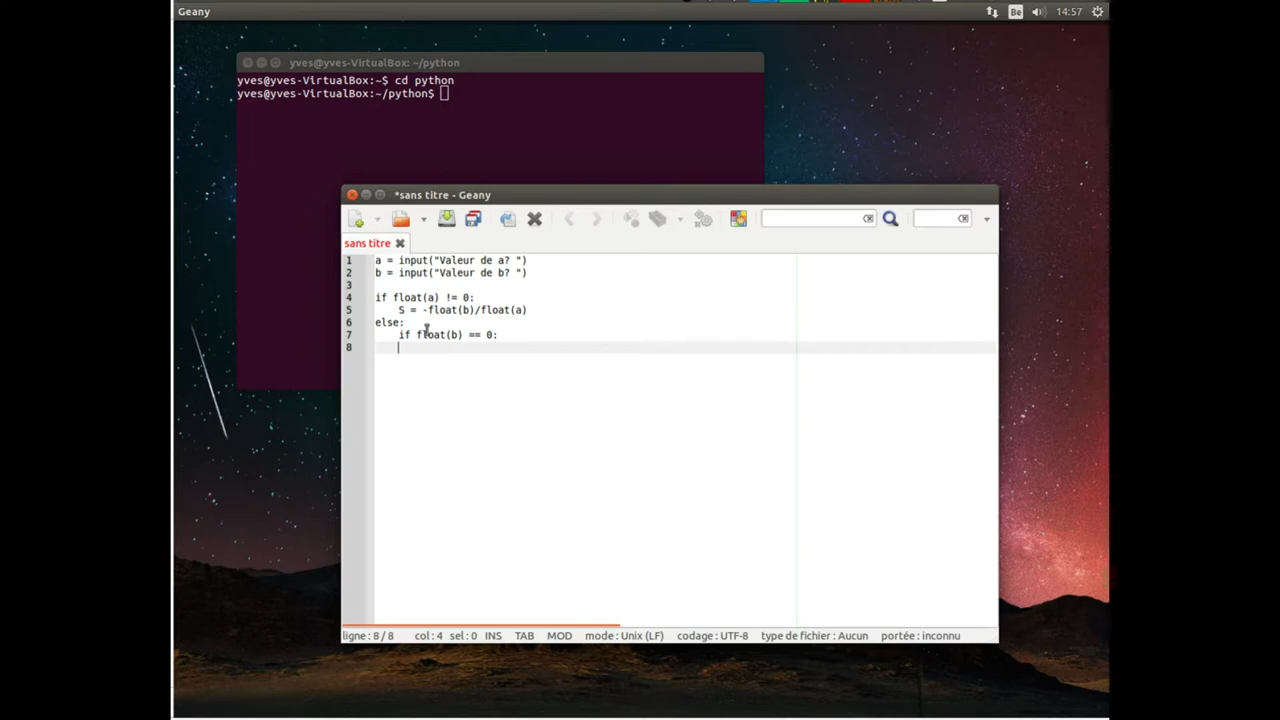 Geany
Be
14:57
yves@yves-VirtualBox: ~/python
yves@yves-VirtualBox:~$ cd python
yves@yves-VirtualBox:~/python$
*sans titre - Geany
sans titre
1 a = input("Valeur de a? ")
2 b = input("Valeur de b? ")
3
4 if float(a) != 0:
5 S = -float(b)/float(a)
6 else:
7 if float(b) == 0:
8
ligne : 8 / 8 col : 4 sel : 0 INS TAB MOD mode : Unix (LF) codage : UTF-8 type de fichier : Aucun portée : inconnu